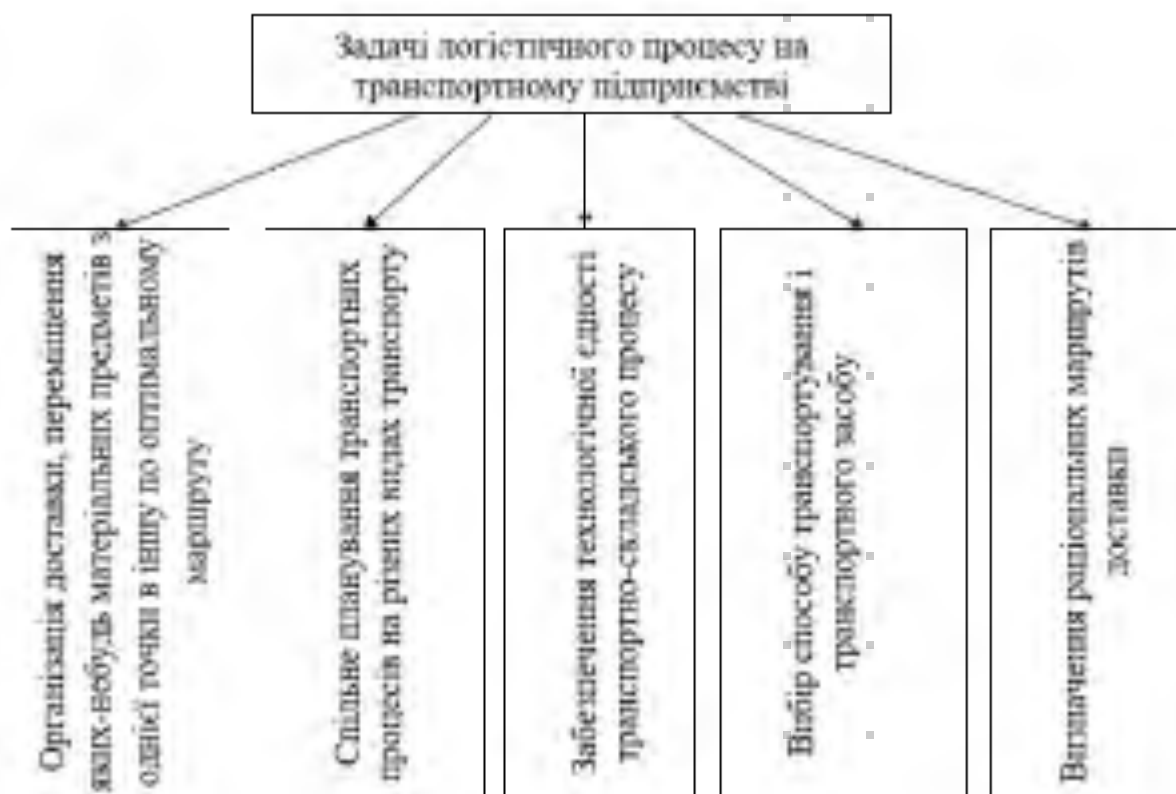 Задачі логістичного процесу на
транспортному підприємстві
Організація доставки, переміщення
яких-небудь матеріальних предметів з
однієї точки в іншу по оптимальному
маршруту
Спільне планування транспортних
процесів на різних видах транспорту
Забезпечення технологічної єдності
транспортно-складського процесу
Вибір способу транспортування і
транспортного засобу
Визначення раціональних маршрутів
доставки